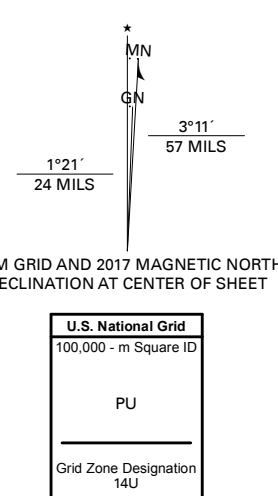 ★
MN
GN
3°11´
57 MILS
1°21´
24 MILS
M GRID AND 2017 MAGNETIC NORTH
ECLINATION AT CENTER OF SHEET
U.S. National Grid
100,000 - m Square ID
PU
Grid Zone Designation
14U